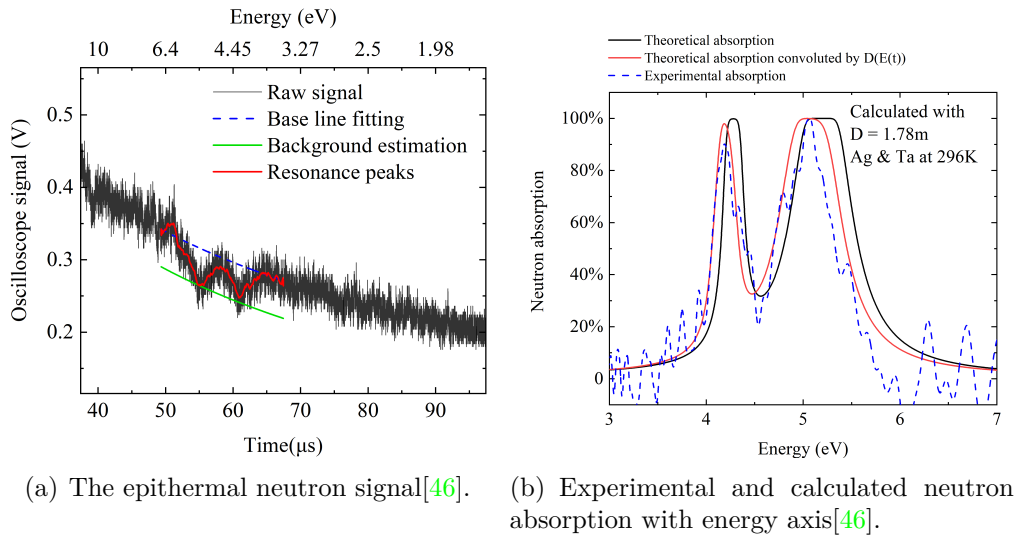 Energy (eV)
10 6.4 4.45 3.27 2.5 1.98
Raw signal
Base line fitting
Background estimation
Resonance peaks
Oscilloscope signal (V)
0.5
0.4
0.3
0.2
40 50 60 70 80 90
Time(μs)
(a) The epithermal neutron signal[46].
Theoretical absorption
Theoretical absorption convoluted by D(E(t))
Experimental absorption
Calculated with
D = 1.78m
Ag & Ta at 296K
Neutron absorption
100%
80%
60%
40%
20%
0
3 4 5 6 7
Energy (eV)
(b) Experimental and calculated neutron
absorption with energy axis[46].